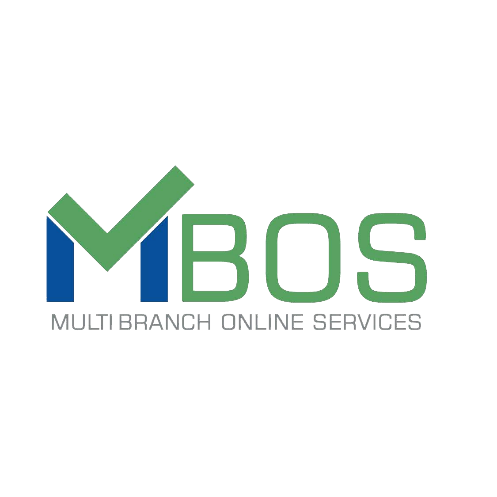 MBOS
MULTI BRANCH ONLINE SERVICES